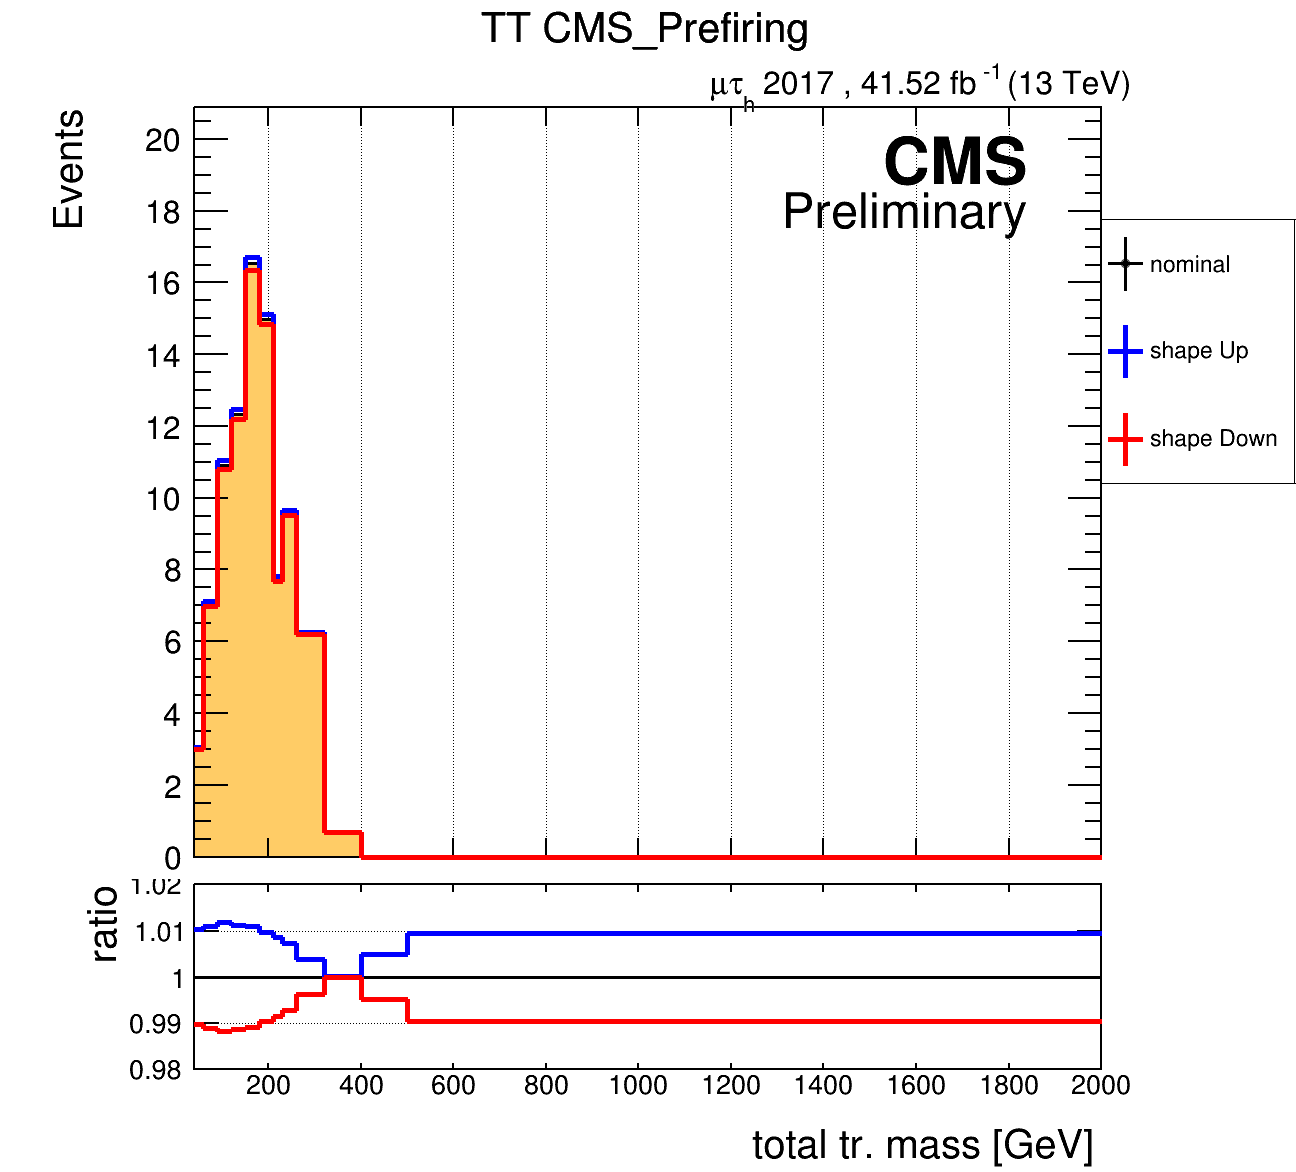 TT CMS_Prefiring
μτh 2017 , 41.52 fb-1 (13 TeV)
Events
20
18
16
14
12
10
8
6
4
2
0
CMS
Preliminary
nominal
shape Up
shape Down
ratio
1.02
1.01
1
0.99
0.98
200 400 600 800 1000 1200 1400 1600 1800 2000
total tr. mass [GeV]